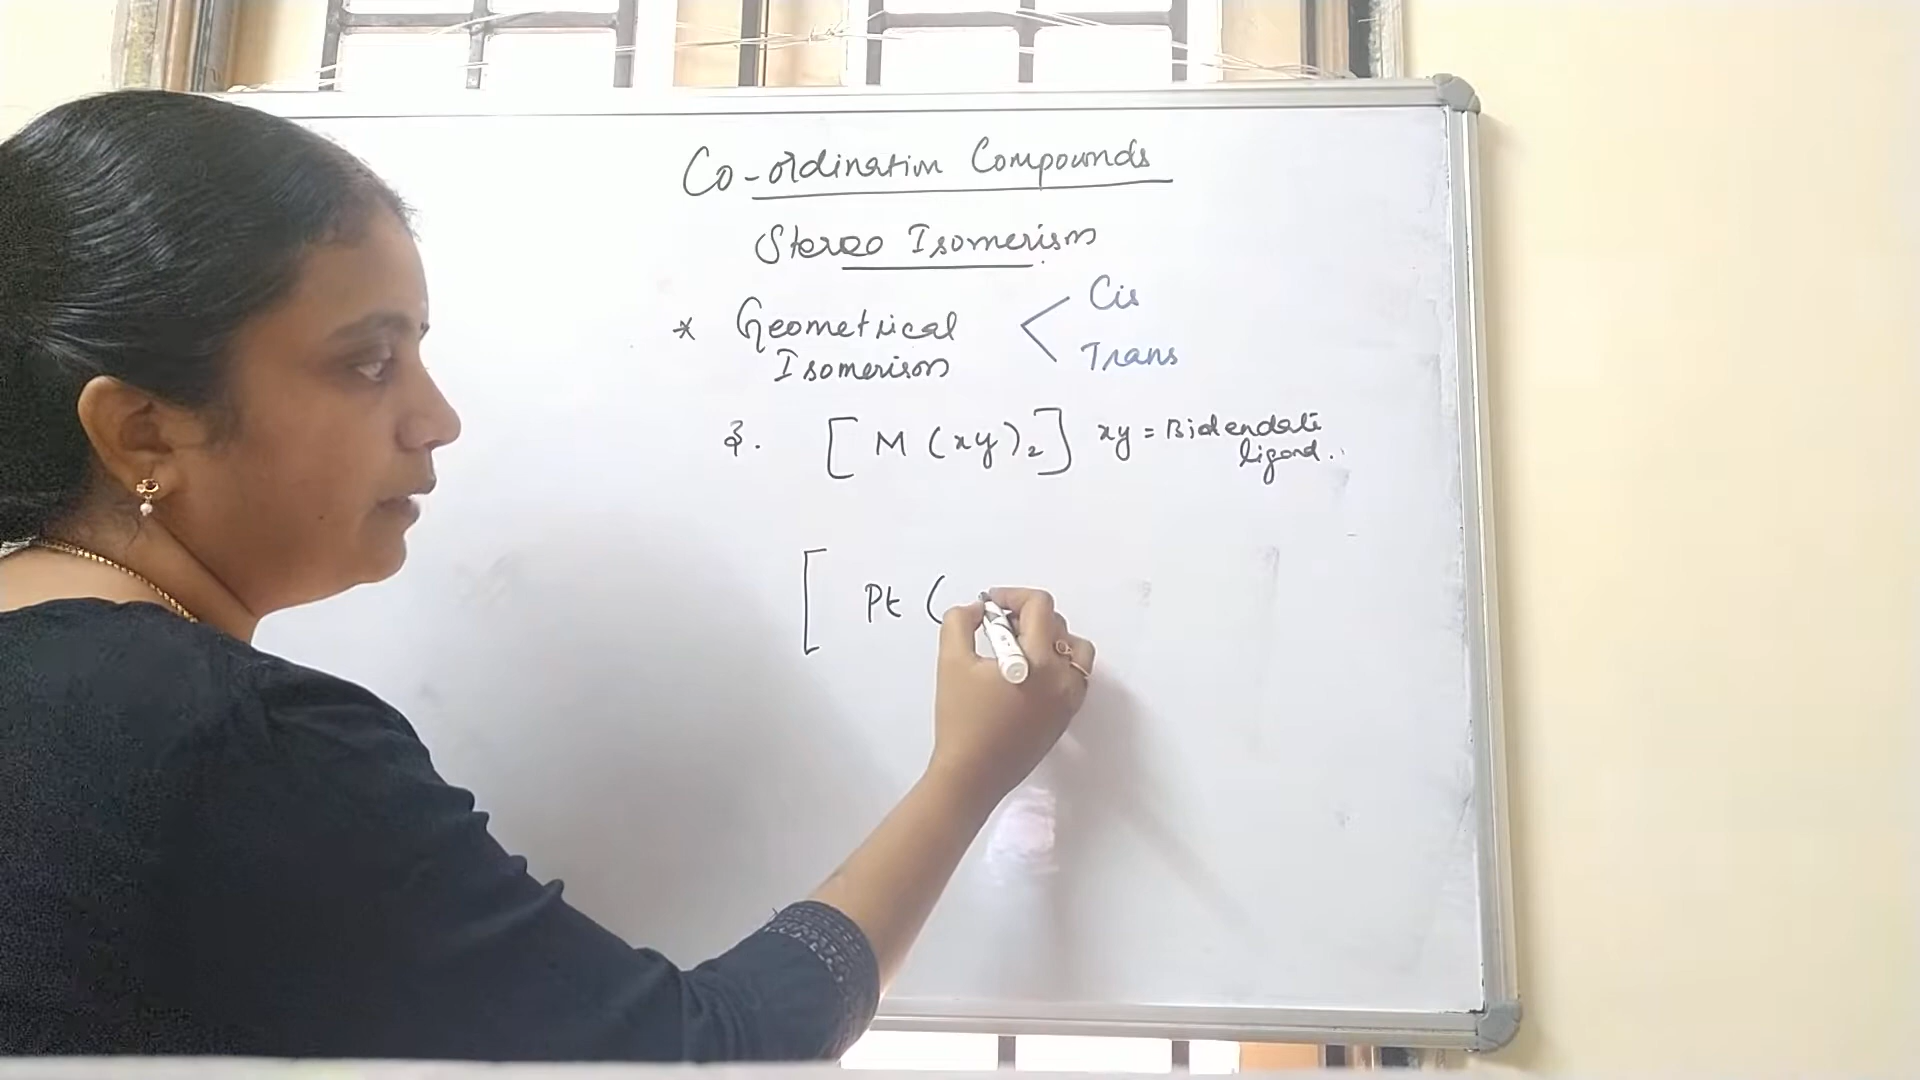 Co-ordination Compounds
Stereo Isomerism
* Geometrical Isomerism
Cis
Trans
3. [M(xy)₂] xy = Bidendate ligand.
[Pt (